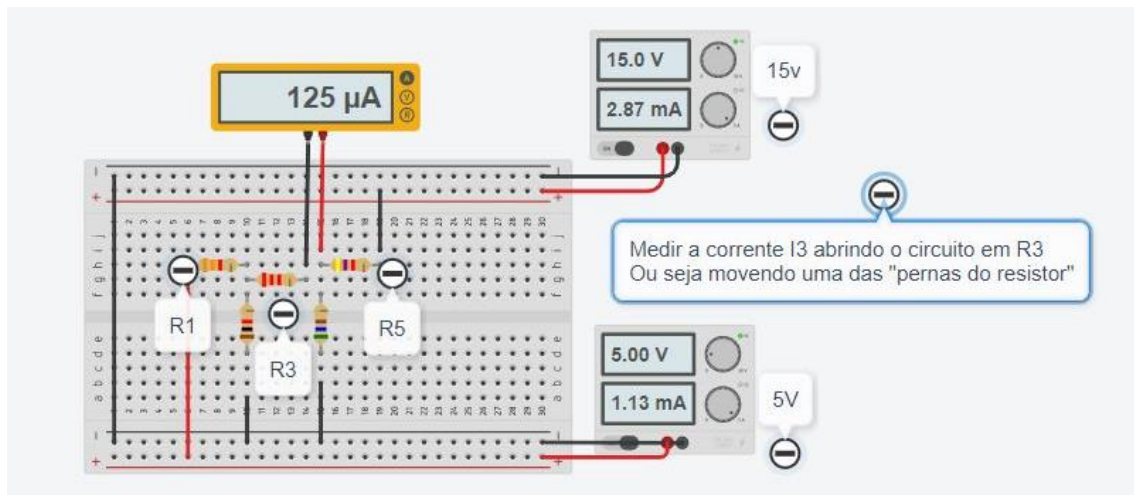 15.0 V
2.87 mA
15v
125 µA
A
V
R
Medir a corrente I3 abrindo o circuito em R3
Ou seja movendo uma das "pernas do resistor"
R1
R3
R5
5.00 V
1.13 mA
5V